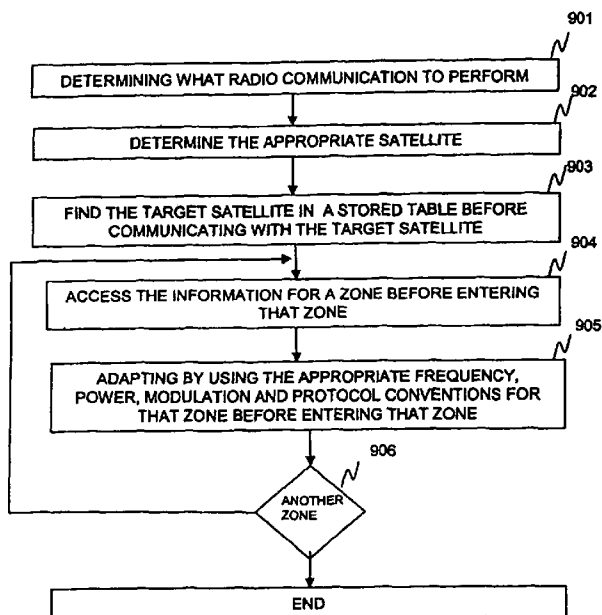 901
DETERMINING WHAT RADIO COMMUNICATION TO PERFORM
902
DETERMINE THE APPROPRIATE SATELLITE
903
FIND THE TARGET SATELLITE IN A STORED TABLE BEFORE
COMMUNICATING WITH THE TARGET SATELLITE
904
ACCESS THE INFORMATION FOR A ZONE BEFORE ENTERING
THAT ZONE
905
ADAPTING BY USING THE APPROPRIATE FREQUENCY,
POWER, MODULATION AND PROTOCOL CONVENTIONS FOR
THAT ZONE BEFORE ENTERING THAT ZONE
906
ANOTHER
ZONE
END